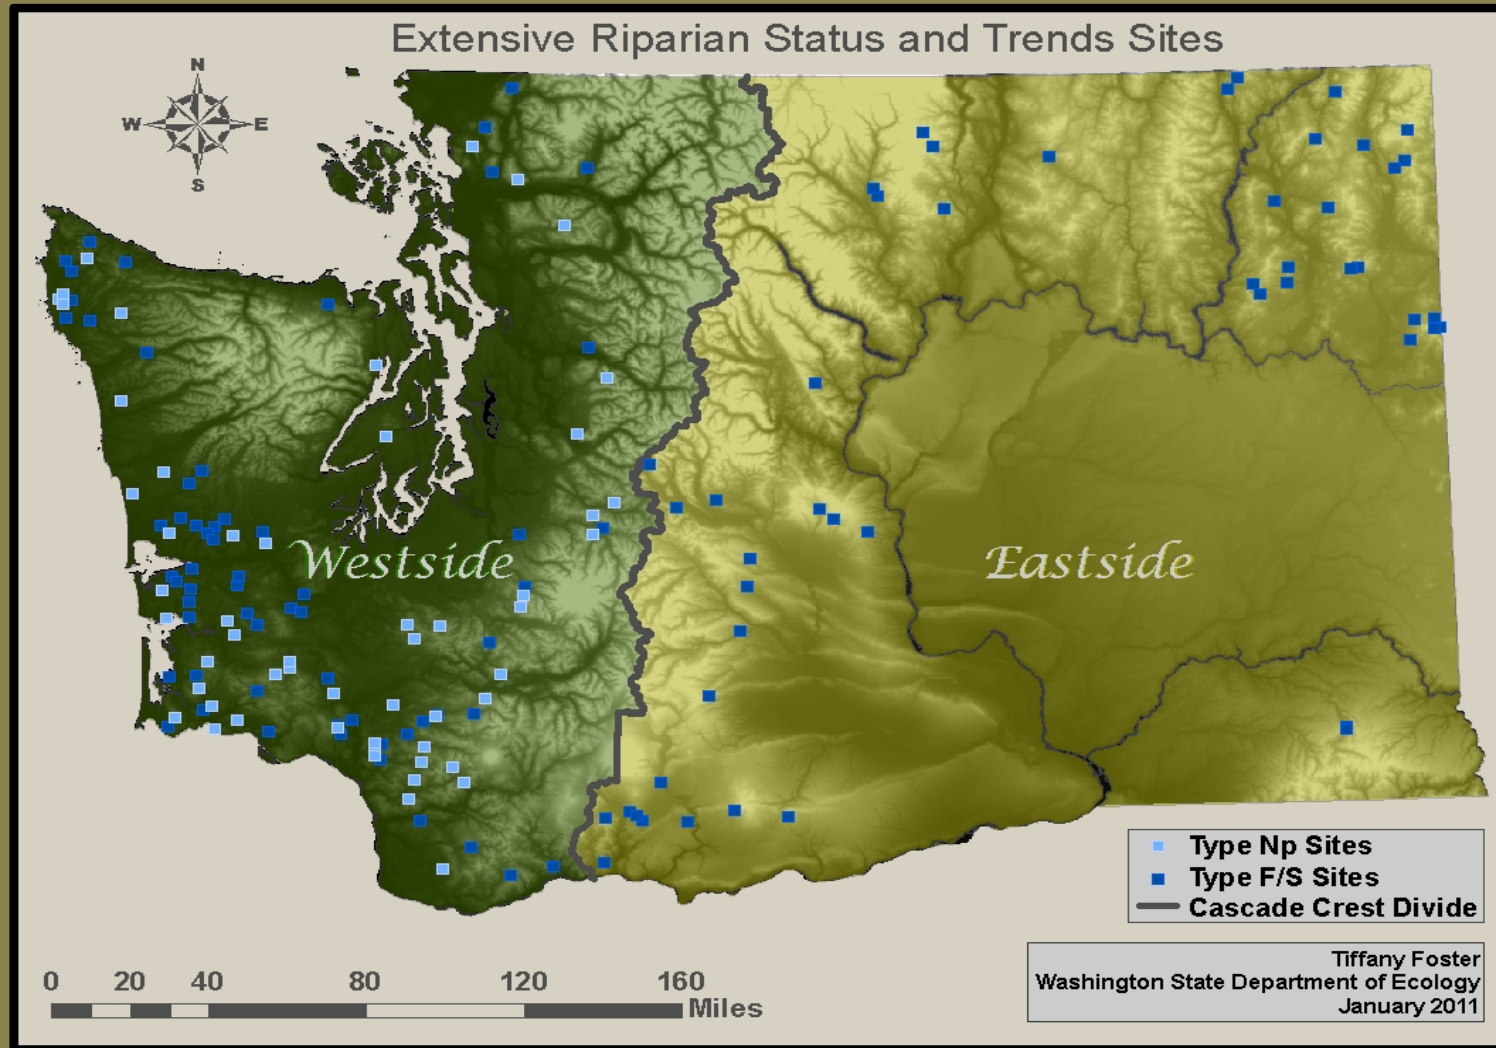 Extensive Riparian Status and Trends Sites
N
W E
S
Westside
Eastside
Type Np Sites
Type F/S Sites
Cascade Crest Divide
Tiffany Foster
Washington State Department of Ecology
January 2011
0 20 40 80 120 160
Miles